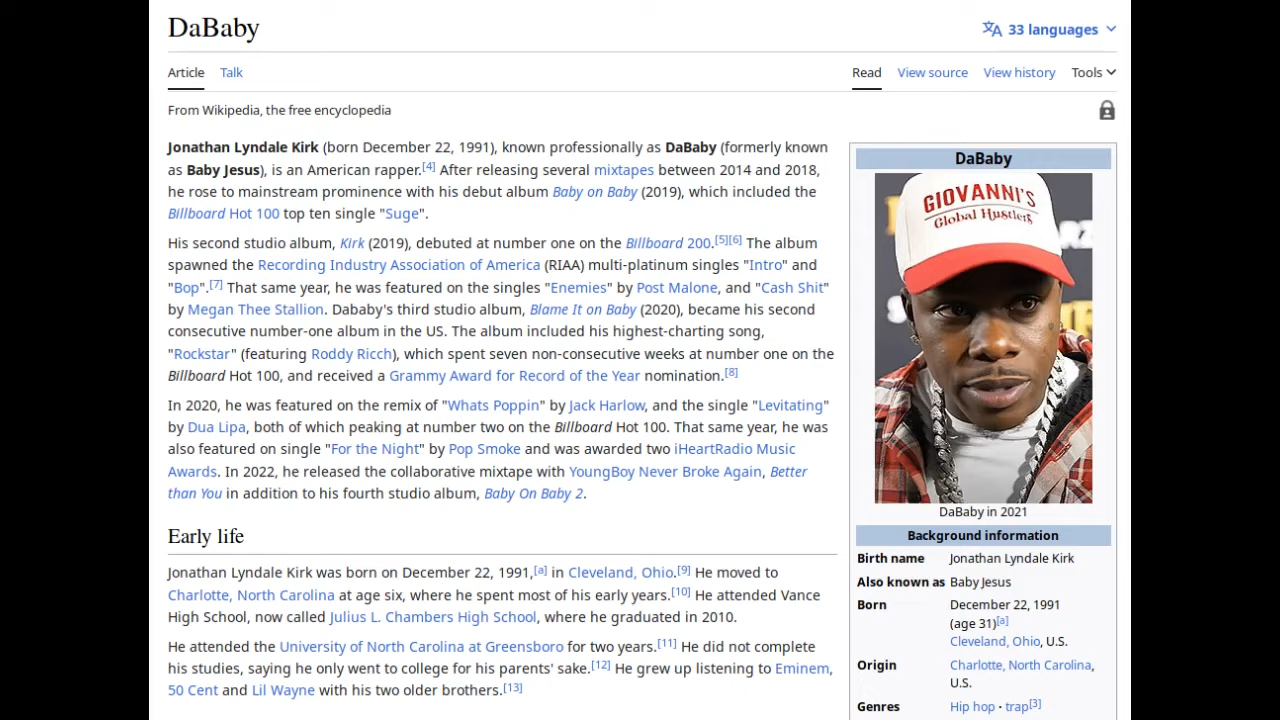 DaBaby
33 languages
Article Talk
Read View source View history Tools
From Wikipedia, the free encyclopedia
Jonathan Lyndale Kirk (born December 22, 1991), known professionally as DaBaby (formerly known
as Baby Jesus), is an American rapper.[4] After releasing several mixtapes between 2014 and 2018,
he rose to mainstream prominence with his debut album Baby on Baby (2019), which included the
Billboard Hot 100 top ten single "Suge".
His second studio album, Kirk (2019), debuted at number one on the Billboard 200.[5][6] The album
spawned the Recording Industry Association of America (RIAA) multi-platinum singles "Intro" and
"Bop".[7] That same year, he was featured on the singles "Enemies" by Post Malone, and "Cash Shit"
by Megan Thee Stallion. Dababy's third studio album, Blame It on Baby (2020), became his second
consecutive number-one album in the US. The album included his highest-charting song,
"Rockstar" (featuring Roddy Ricch), which spent seven non-consecutive weeks at number one on the
Billboard Hot 100, and received a Grammy Award for Record of the Year nomination.[8]
In 2020, he was featured on the remix of "Whats Poppin" by Jack Harlow, and the single "Levitating"
by Dua Lipa, both of which peaking at number two on the Billboard Hot 100. That same year, he was
also featured on single "For the Night" by Pop Smoke and was awarded two iHeartRadio Music
Awards. In 2022, he released the collaborative mixtape with YoungBoy Never Broke Again, Better
than You in addition to his fourth studio album, Baby On Baby 2.
Early life
Jonathan Lyndale Kirk was born on December 22, 1991,[a] in Cleveland, Ohio.[9] He moved to
Charlotte, North Carolina at age six, where he spent most of his early years.[10] He attended Vance
High School, now called Julius L. Chambers High School, where he graduated in 2010.
He attended the University of North Carolina at Greensboro for two years.[11] He did not complete
his studies, saying he only went to college for his parents' sake.[12] He grew up listening to Eminem,
50 Cent and Lil Wayne with his two older brothers.[13]
DaBaby
GIOVANNI'S
Global Hustlers
DaBaby in 2021
Background information
Birth name Jonathan Lyndale Kirk
Also known as Baby Jesus
Born December 22, 1991
(age 31)[a]
Cleveland, Ohio, U.S.
Origin Charlotte, North Carolina,
U.S.
Genres Hip hop · trap[3]